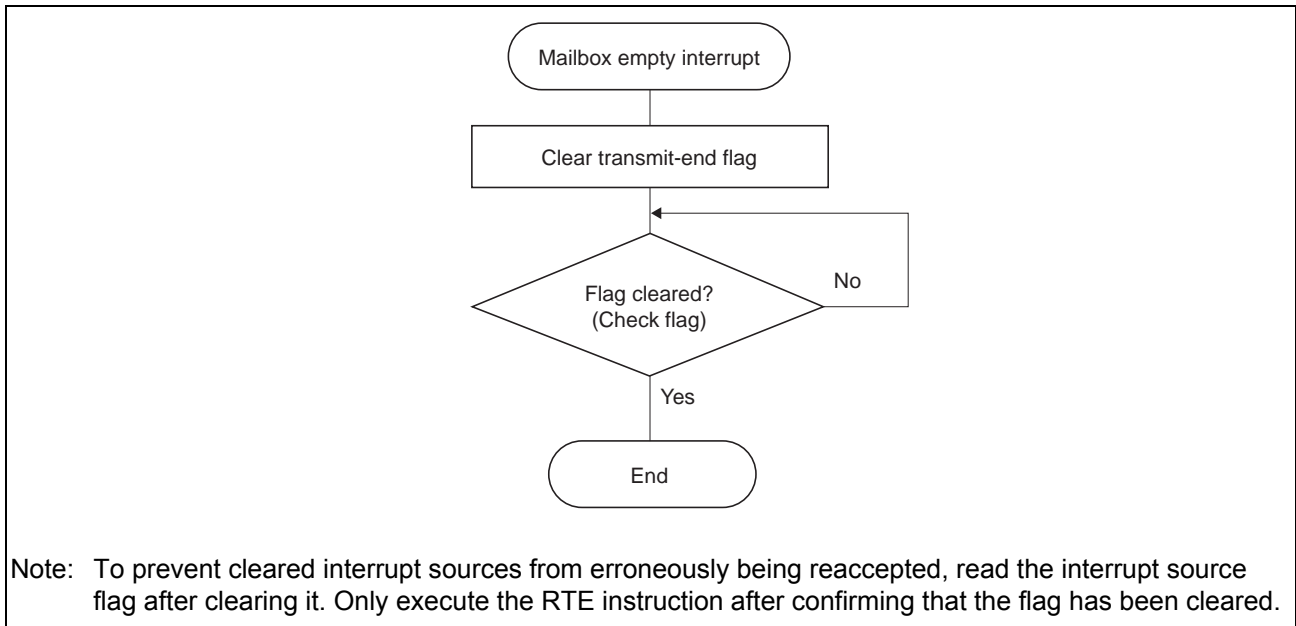 Mailbox empty interrupt
Clear transmit-end flag
No
Flag cleared?
(Check flag)
Yes
End
Note: To prevent cleared interrupt sources from erroneously being reaccepted, read the interrupt source
flag after clearing it. Only execute the RTE instruction after confirming that the flag has been cleared.